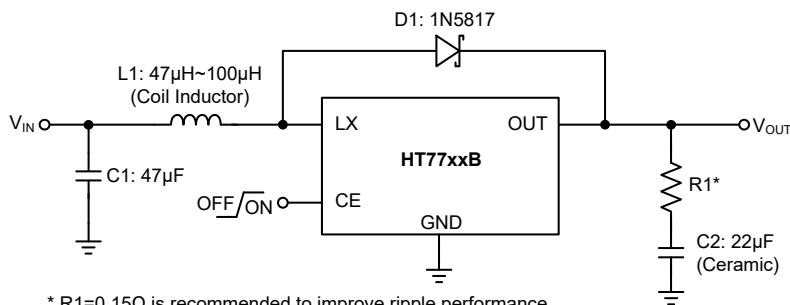 D1: 1N5817
L1: 47μH~100μH
(Coil Inductor)
VIN
LX
OUT
VOUT
HT77xxB
C1: 47μF
R1*
OFF/ON
CE
GND
C2: 22μF
(Ceramic)
* R1=0.15Ω is recommended to improve ripple performance